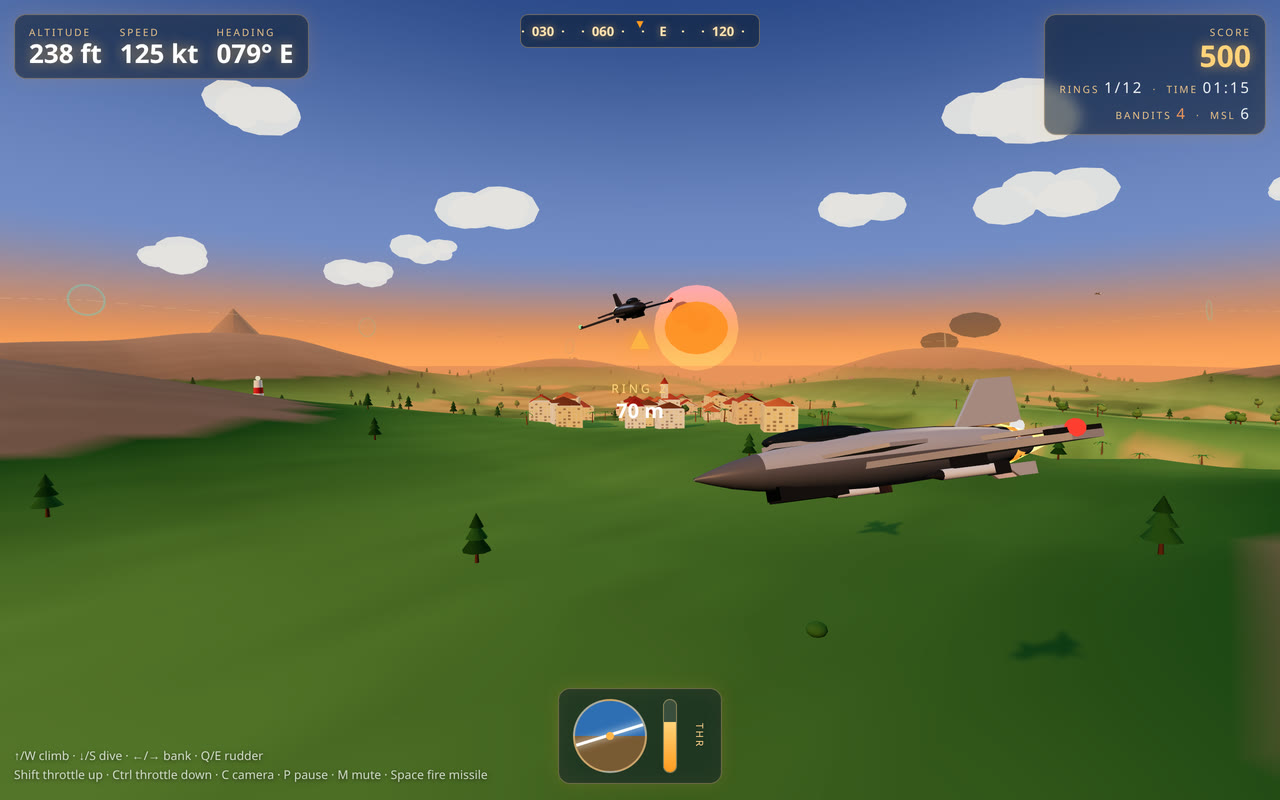 ALTITUDE SPEED HEADING
238 ft 125 kt 079° E
· 030 · · 060 · · E · · 120 ·
SCORE
500
RINGS 1/12 · TIME 01:15
BANDITS 4 · MSL 6
RING 2
70 m
THR
↑/W climb · ↓/S dive · ←/→ bank · Q/E rudder
Shift throttle up · Ctrl throttle down · C camera · P pause · M mute · Space fire missile